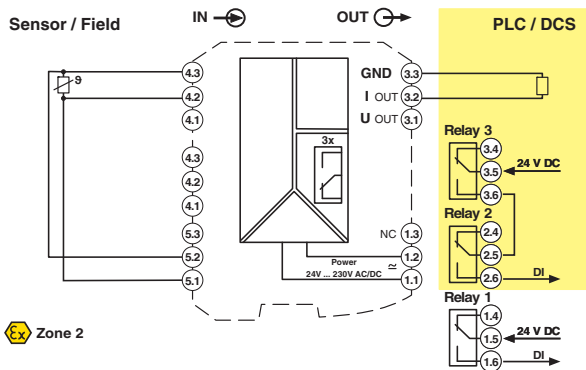 IN OUT
Sensor / Field PLC / DCS
4.3 GND 3.3
ϑ
4.2 I OUT 3.2
4.1 U OUT 3.1
3x
Relay 3
3.4
4.3 3.5 24 V DC
4.2 3.6
4.1 Relay 2
5.3 NC 1.3 2.4
5.2 Power 1.2 2.5
24V ... 230V AC/DC ≃
5.1 1.1 2.6 DI
Relay 1
1.4
Ex Zone 2 1.5 24 V DC
1.6 DI